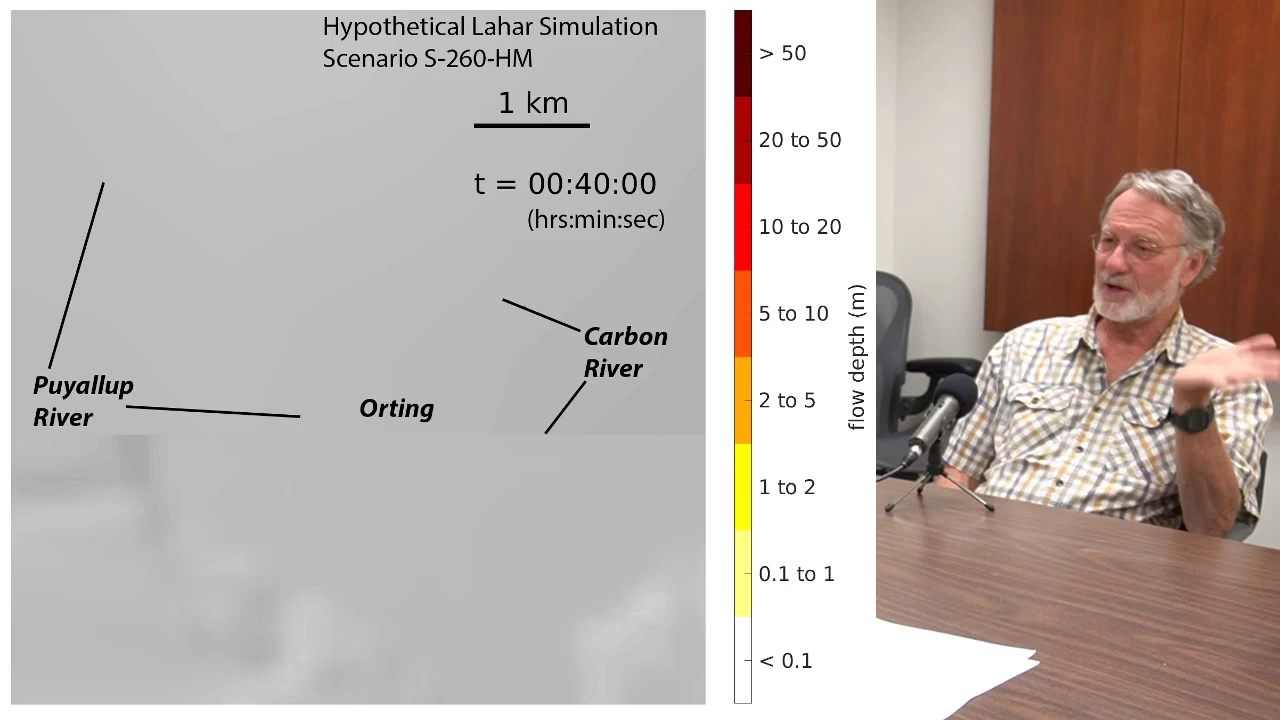 Hypothetical Lahar Simulation
Scenario S-260-HM
1 km
t = 00:40:00
(hrs:min:sec)
Carbon
River
Puyallup
River
Orting
> 50
20 to 50
10 to 20
5 to 10
2 to 5
1 to 2
0.1 to 1
< 0.1
flow depth (m)